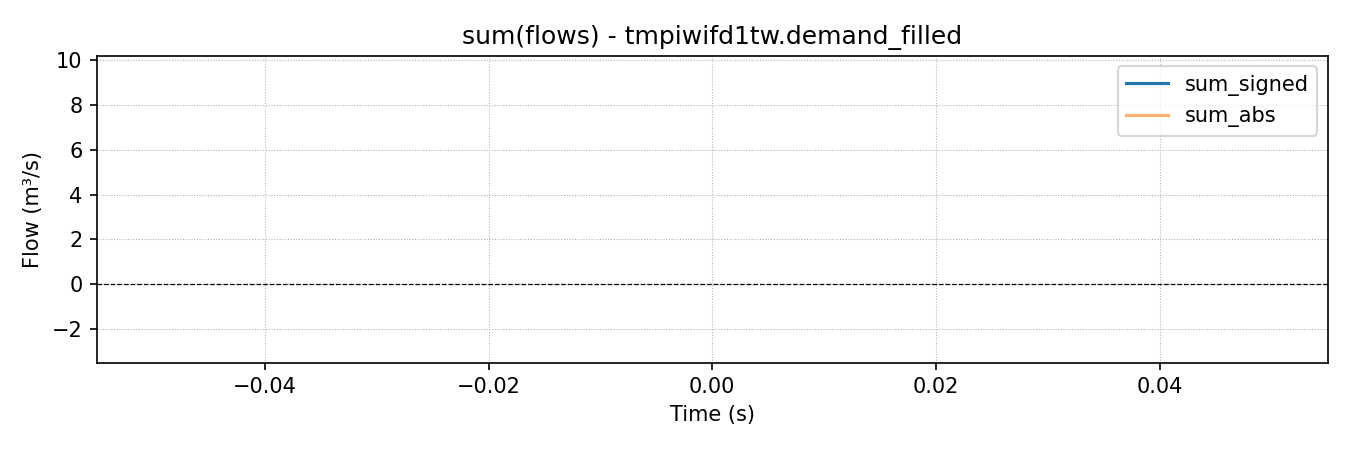 sum(flows) - tmpiwifd1tw.demand_filled
10
8
6
4
2
0
−2
Flow (m³/s)
sum_signed
sum_abs
−0.04
−0.02
0.00
0.02
0.04
Time (s)